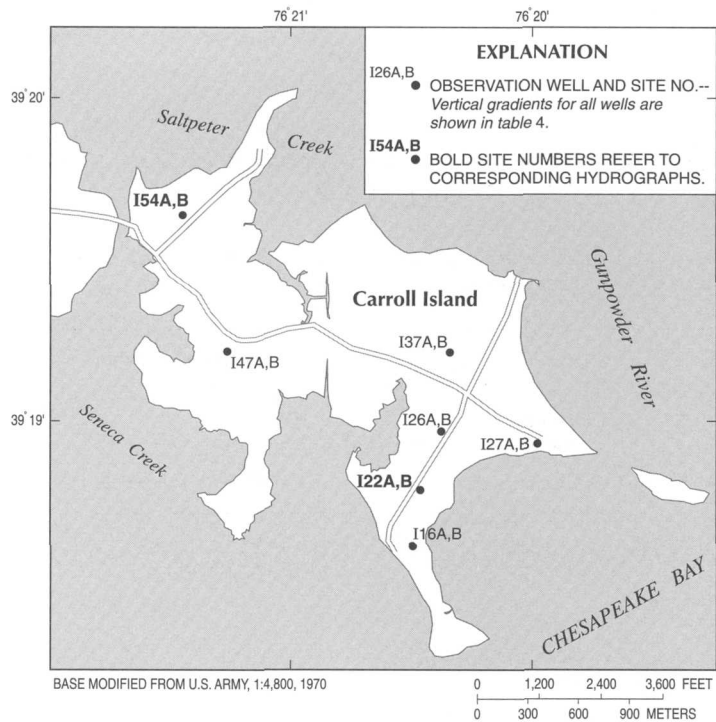 76°21'
76°20'
EXPLANATION
I26A,B
OBSERVATION WELL AND SITE NO.--
Vertical gradients for all wells are
shown in table 4.
I54A,B
BOLD SITE NUMBERS REFER TO
CORRESPONDING HYDROGRAPHS.
39°20'
Saltpeter
Creek
I54A,B
Gunpowder
River
Carroll Island
I37A,B
I47A,B
39°19'
Seneca Creek
I26A,B
I27A,B
I22A,B
I16A,B
CHESAPEAKE BAY
BASE MODIFIED FROM U.S. ARMY, 1:4,800, 1970
0 1,200 2,400 3,600 FEET
0 300 600 900 METERS